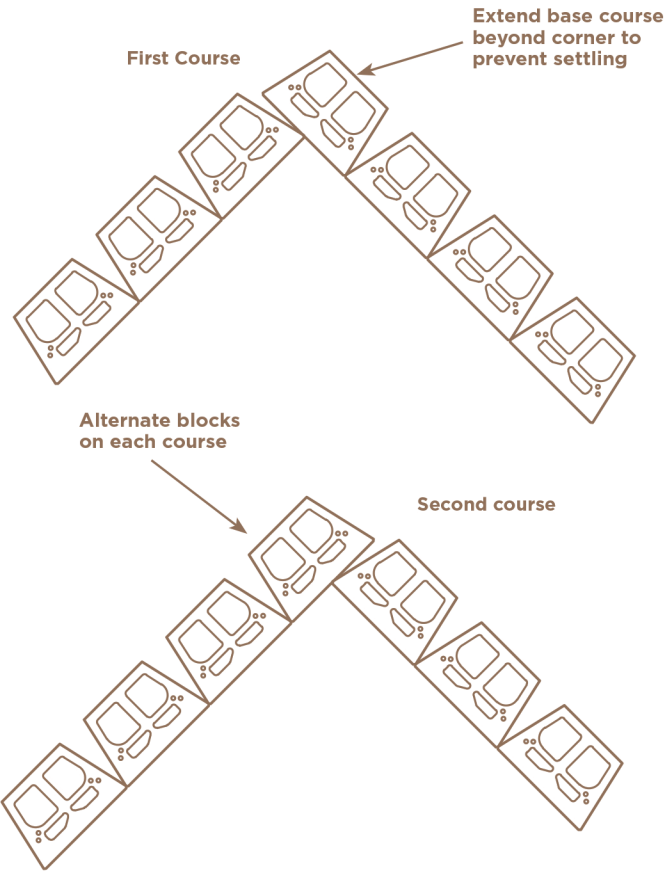 First Course
Extend base course
beyond corner to
prevent settling
Alternate blocks
on each course
Second course